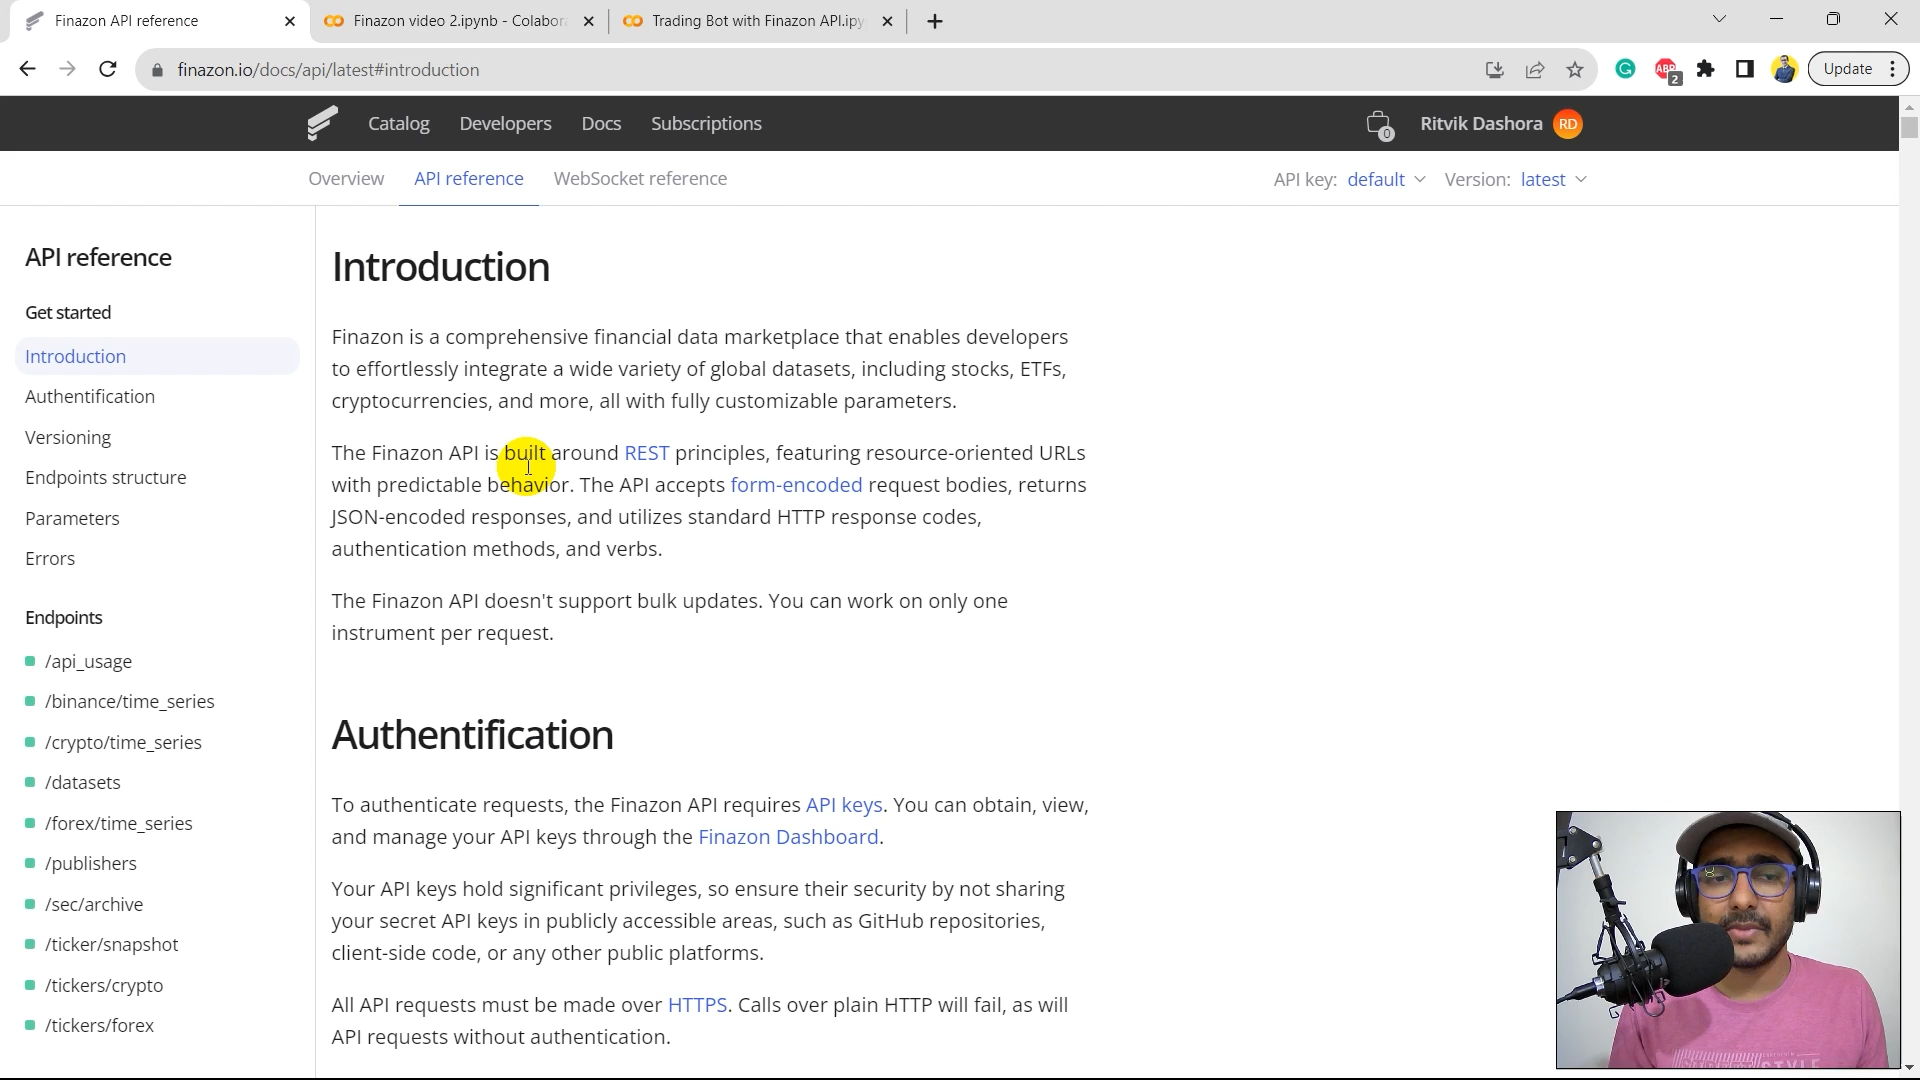 Finazon API reference
Finazon video 2.ipynb - Colabora
Trading Bot with Finazon API.ipy
finazon.io/docs/api/latest#introduction
ABP
2
Update
Catalog
Developers
Docs
Subscriptions
0
Ritvik Dashora
RD
Overview
API reference
WebSocket reference
API key: default
Version: latest
API reference
Get started
Introduction
Authentification
Versioning
Endpoints structure
Parameters
Errors
Endpoints
/api_usage
/binance/time_series
/crypto/time_series
/datasets
/forex/time_series
/publishers
/sec/archive
/ticker/snapshot
/tickers/crypto
/tickers/forex
Introduction
Finazon is a comprehensive financial data marketplace that enables developers
to effortlessly integrate a wide variety of global datasets, including stocks, ETFs,
cryptocurrencies, and more, all with fully customizable parameters.
The Finazon API is built around REST principles, featuring resource-oriented URLs
with predictable behavior. The API accepts form-encoded request bodies, returns
JSON-encoded responses, and utilizes standard HTTP response codes,
authentication methods, and verbs.
The Finazon API doesn't support bulk updates. You can work on only one
instrument per request.
Authentification
To authenticate requests, the Finazon API requires API keys. You can obtain, view,
and manage your API keys through the Finazon Dashboard.
Your API keys hold significant privileges, so ensure their security by not sharing
your secret API keys in publicly accessible areas, such as GitHub repositories,
client-side code, or any other public platforms.
All API requests must be made over HTTPS. Calls over plain HTTP will fail, as will
API requests without authentication.